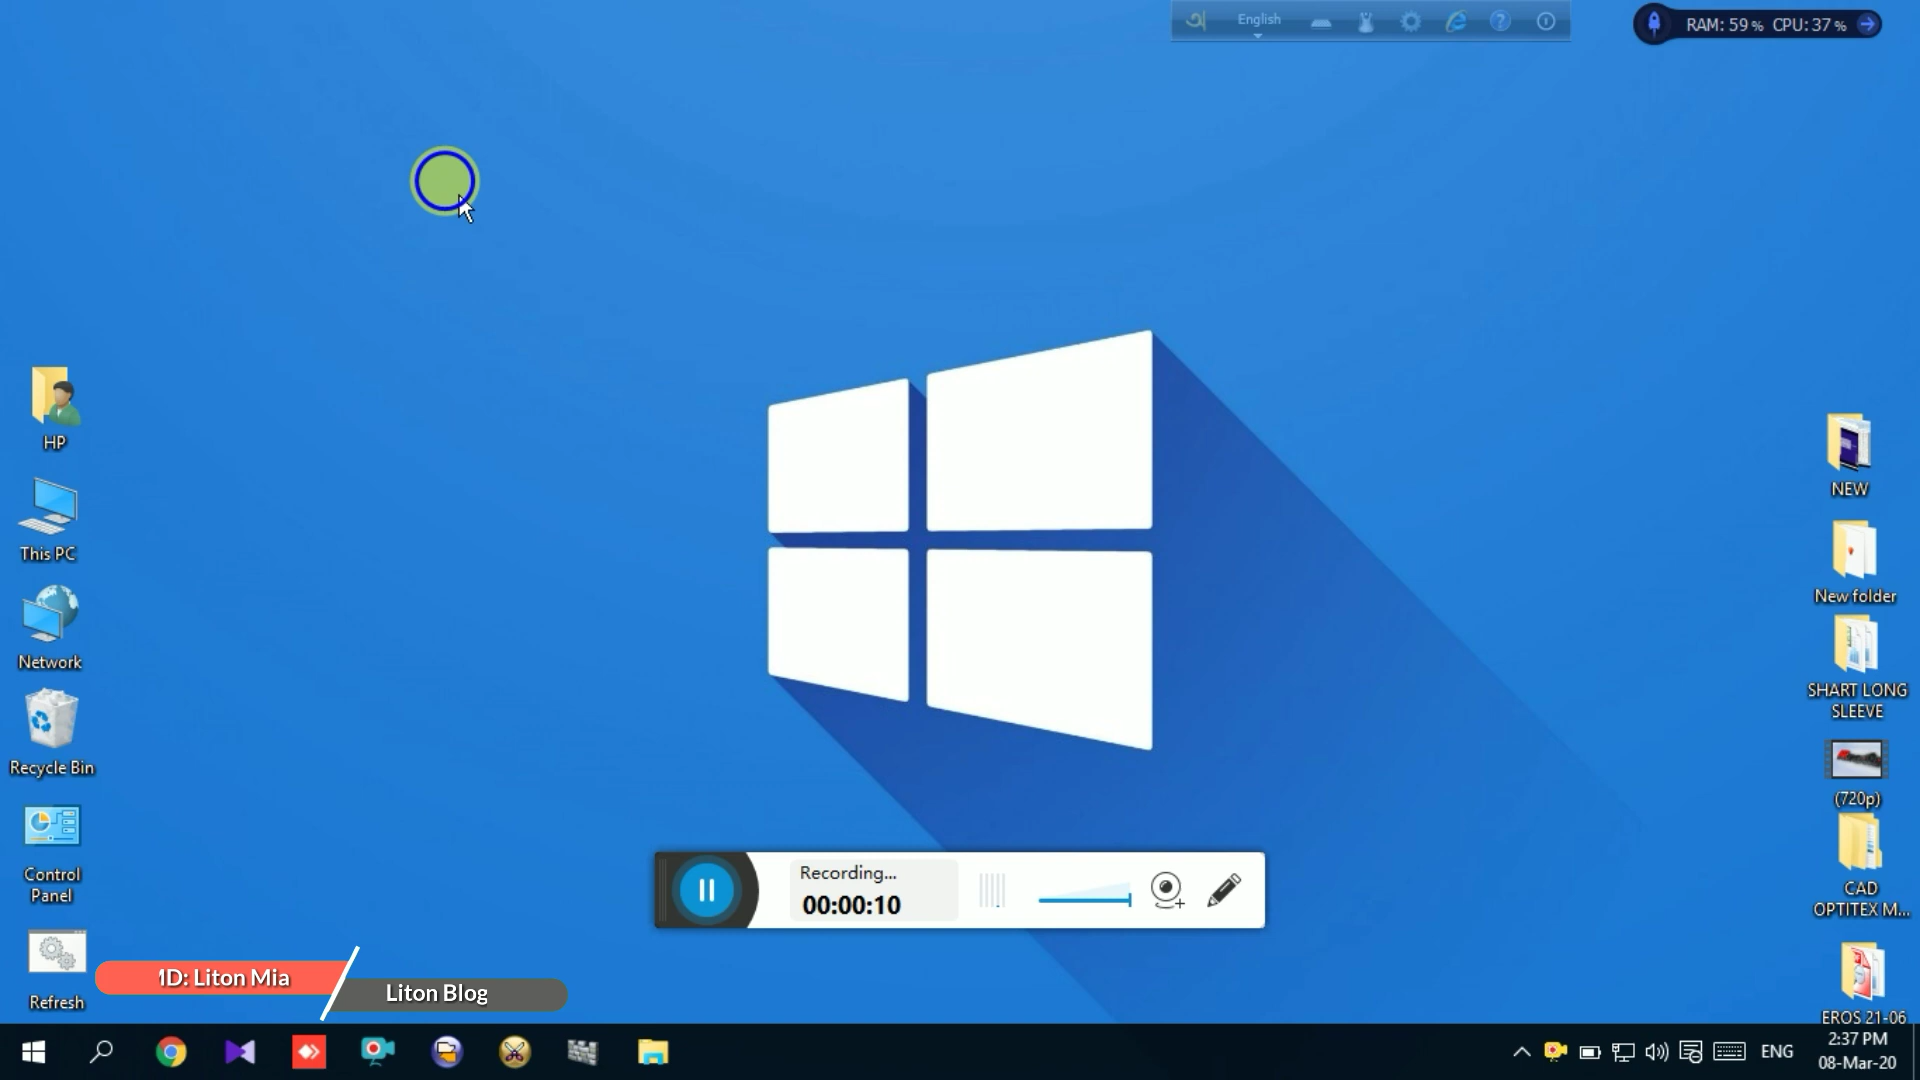 English
RAM: 59 % CPU: 37 %
HP
This PC
Network
Recycle Bin
Control
Panel
Refresh
NEW
New folder
SHART LONG
SLEEVE
(720p)
CAD
OPTITEX M...
EROS 21-06
Recording...
00:00:10
ID: Liton Mia
Liton Blog
ENG
2:37 PM
08-Mar-20